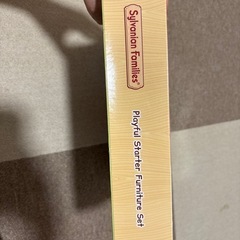 Sylvanian Families®
Playful Starter Furniture Set